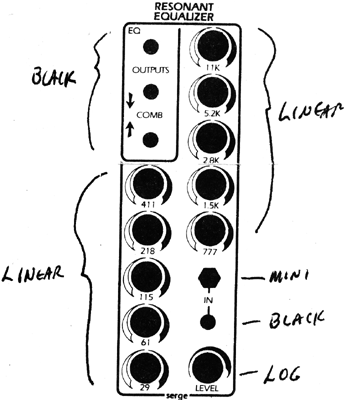 RESONANT
EQUALIZER
EQ
OUTPUTS
COMB
11K
5.2K
2.8K
411
1.5K
218
777
115
IN
61
29
LEVEL
serge
BLACK
LINEAR
LINEAR
MINI
BLACK
LOG